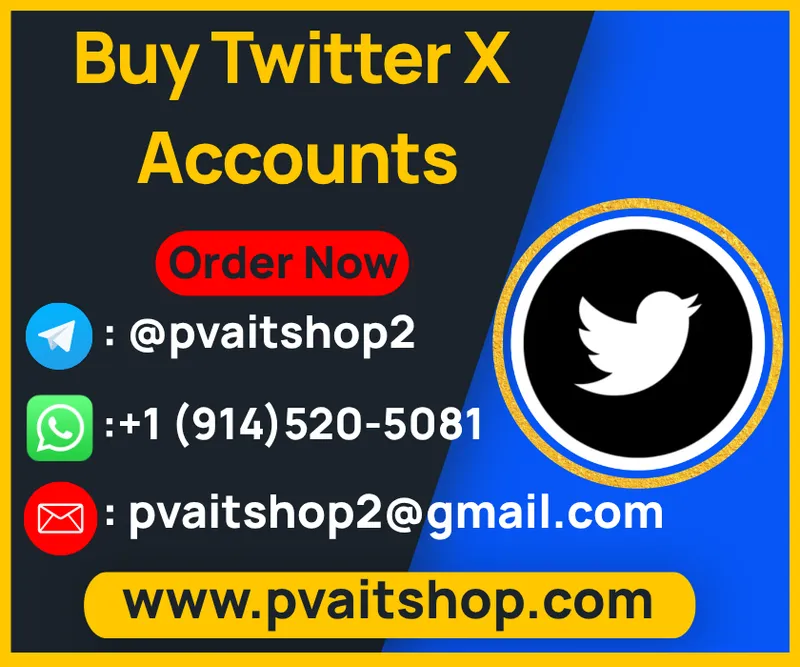 Buy Twitter X
Accounts
Order Now
: @pvaitshop2
:+1 (914)520-5081
: pvaitshop2@gmail.com
www.pvaitshop.com